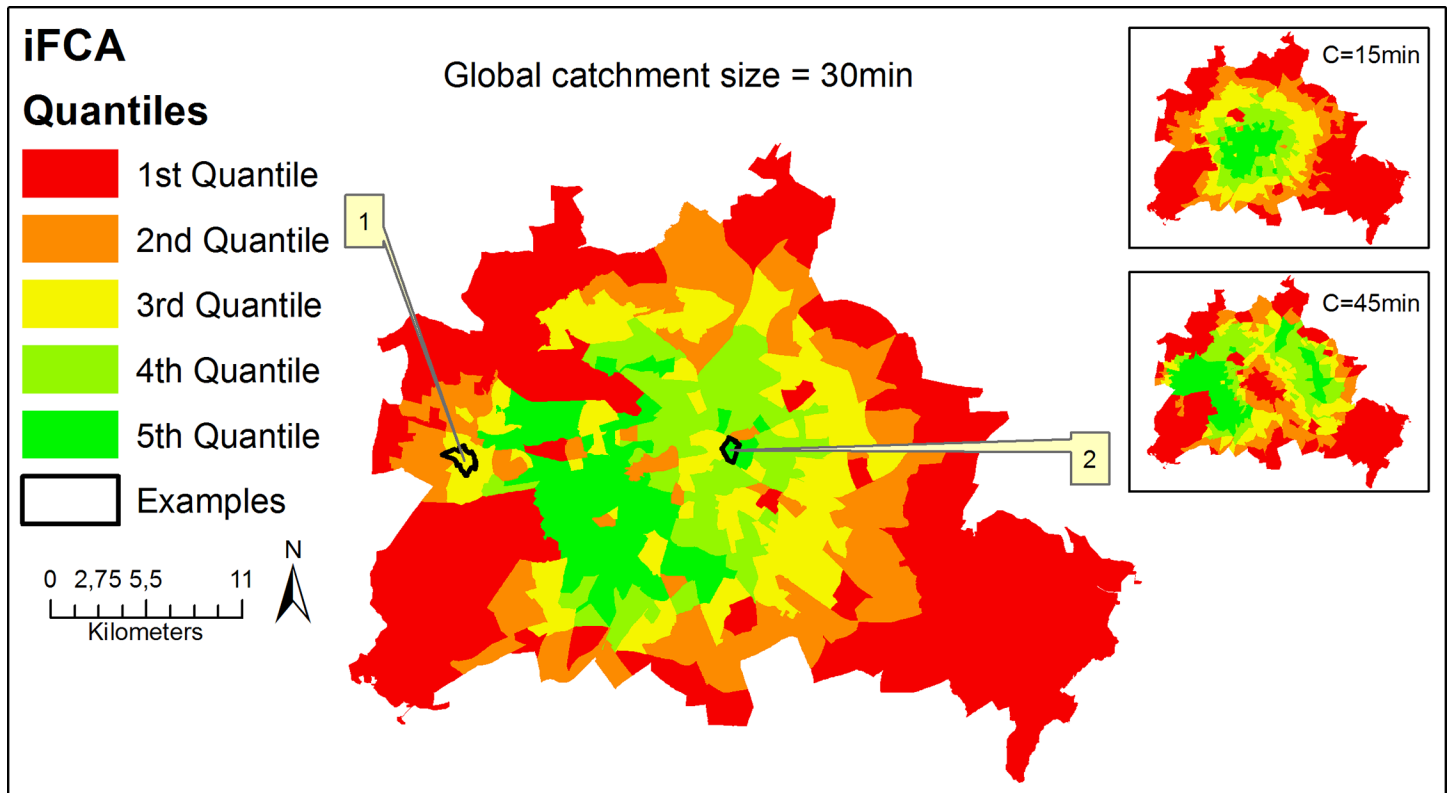 iFCA
Quantiles
1st Quantile
2nd Quantile
3rd Quantile
4th Quantile
5th Quantile
Examples
0 2,75 5,5 11
Kilometers
N
Global catchment size = 30min
1
2
C=15min
C=45min